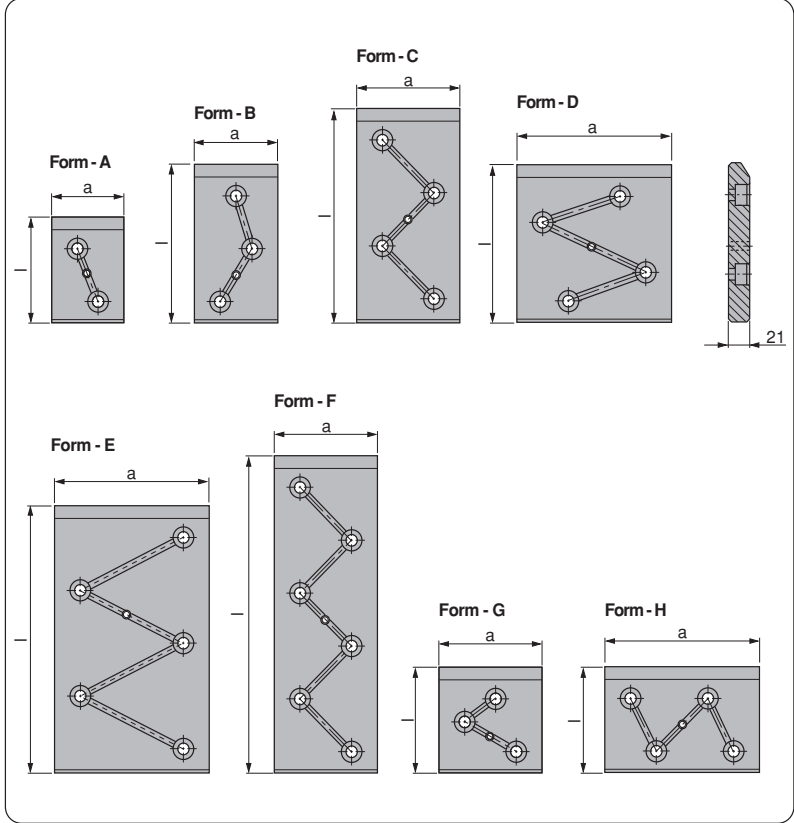 Form - C
a
l
Form - B
a
l
Form - D
a
l
Form - A
a
l
21
Form - F
a
l
Form - E
a
l
Form - G
a
l
Form - H
a
l